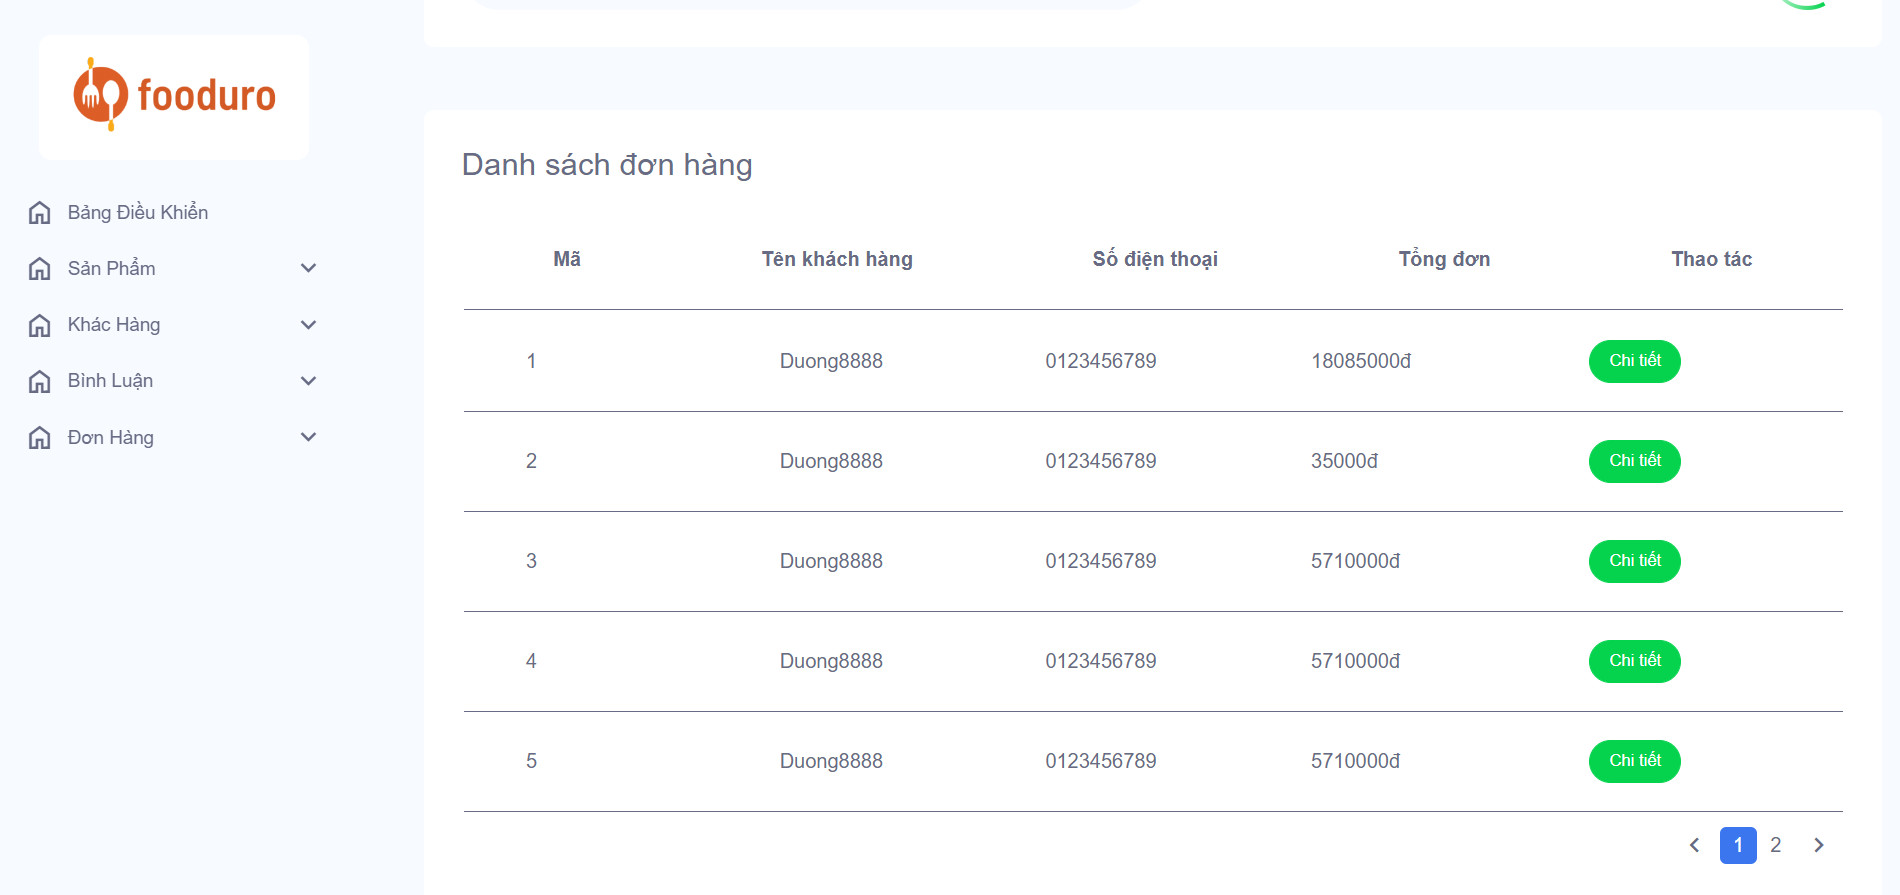 fooduro
Bảng Điều Khiển
Sản Phẩm
Khác Hàng
Bình Luận
Đơn Hàng
Danh sách đơn hàng
Mã Tên khách hàng Số điện thoại Tổng đơn Thao tác
1 Duong8888 0123456789 18085000đ Chi tiết
2 Duong8888 0123456789 35000đ Chi tiết
3 Duong8888 0123456789 5710000đ Chi tiết
4 Duong8888 0123456789 5710000đ Chi tiết
5 Duong8888 0123456789 5710000đ Chi tiết
1 2